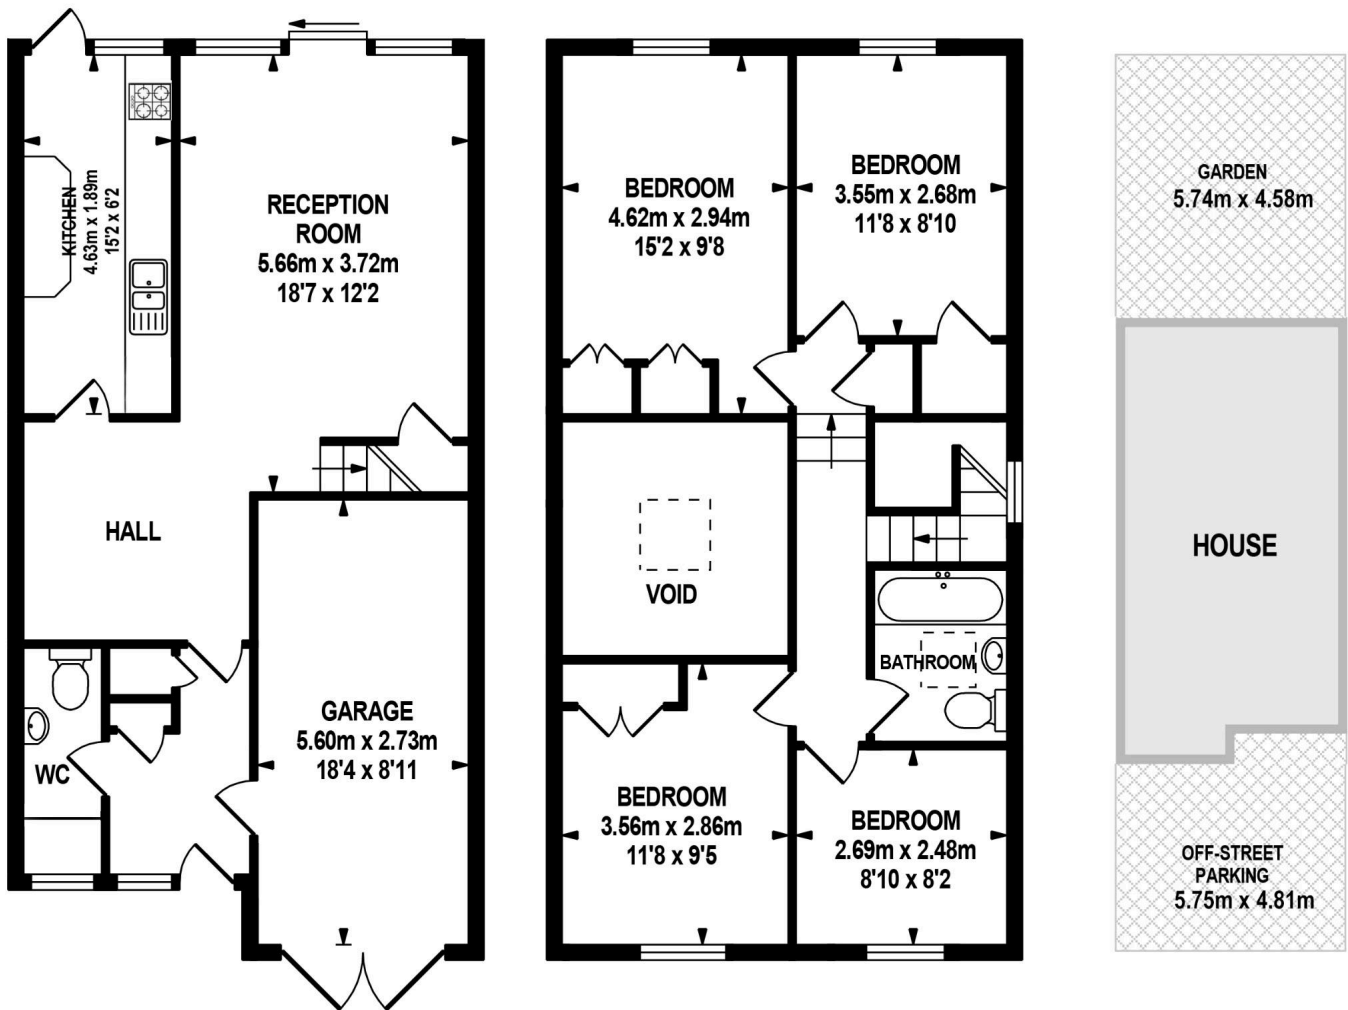 KITCHEN
4.63m x 1.89m
15'2 x 6'2
RECEPTION
ROOM
5.66m x 3.72m
18'7 x 12'2
HALL
WC
GARAGE
5.60m x 2.73m
18'4 x 8'11
BEDROOM
4.62m x 2.94m
15'2 x 9'8
BEDROOM
3.55m x 2.68m
11'8 x 8'10
VOID
BATHROOM
BEDROOM
3.56m x 2.86m
11'8 x 9'5
BEDROOM
2.69m x 2.48m
8'10 x 8'2
GARDEN
5.74m x 4.58m
HOUSE
OFF-STREET
PARKING
5.75m x 4.81m